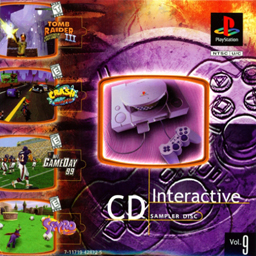 TOMB
RAIDER
III
CRASH
GAMEDAY
99
SPYRO
PlayStation
NTSC U/C
CD
Interactive
SAMPLER DISC
Vol. 9